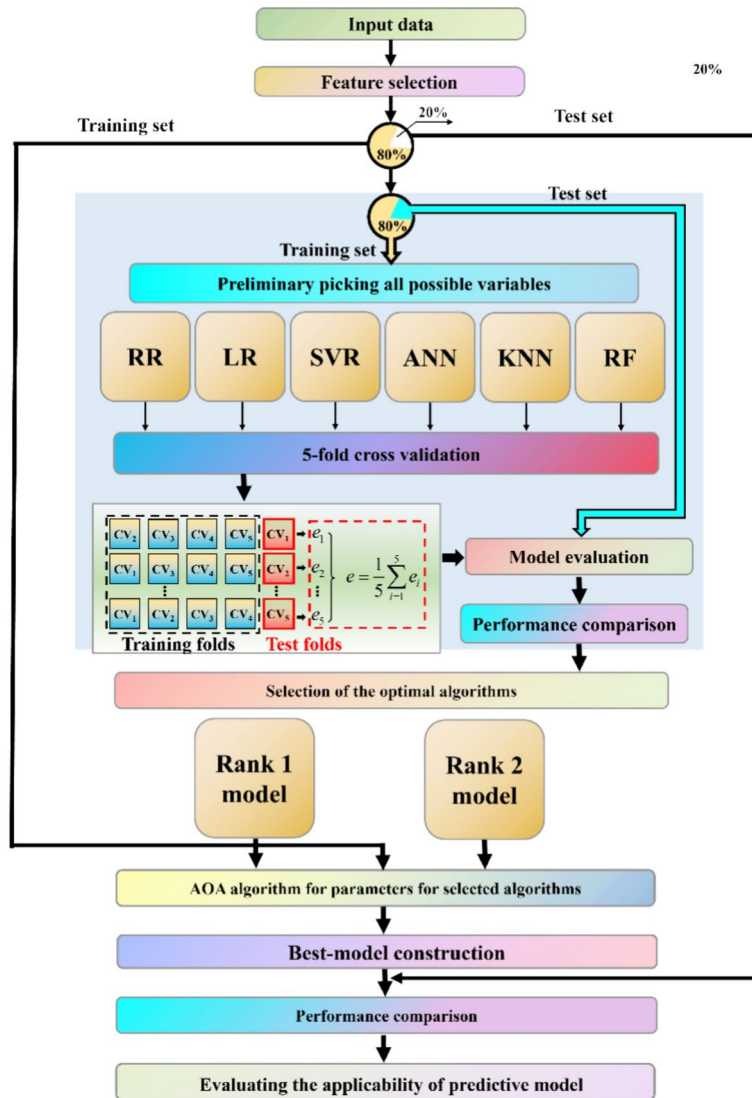 Input data
Feature selection
20%
Training set
20%
Test set
80%
Test set
80%
Training set
Preliminary picking all possible variables
RR LR SVR ANN KNN RF
5-fold cross validation
CV₂ CV₃ CV₄ CV₅ CV₁ e₁
CV₁ CV₃ CV₄ CV₅ CV₂ e₂
⋮ ⋮ ⋮
CV₁ CV₂ CV₃ CV₄ CV₅ e₅
e = 1/5 ∑_{i-1}^{5} e_i
Training folds Test folds
Model evaluation
Performance comparison
Selection of the optimal algorithms
Rank 1
model
Rank 2
model
AOA algorithm for parameters for selected algorithms
Best-model construction
Performance comparison
Evaluating the applicability of predictive model